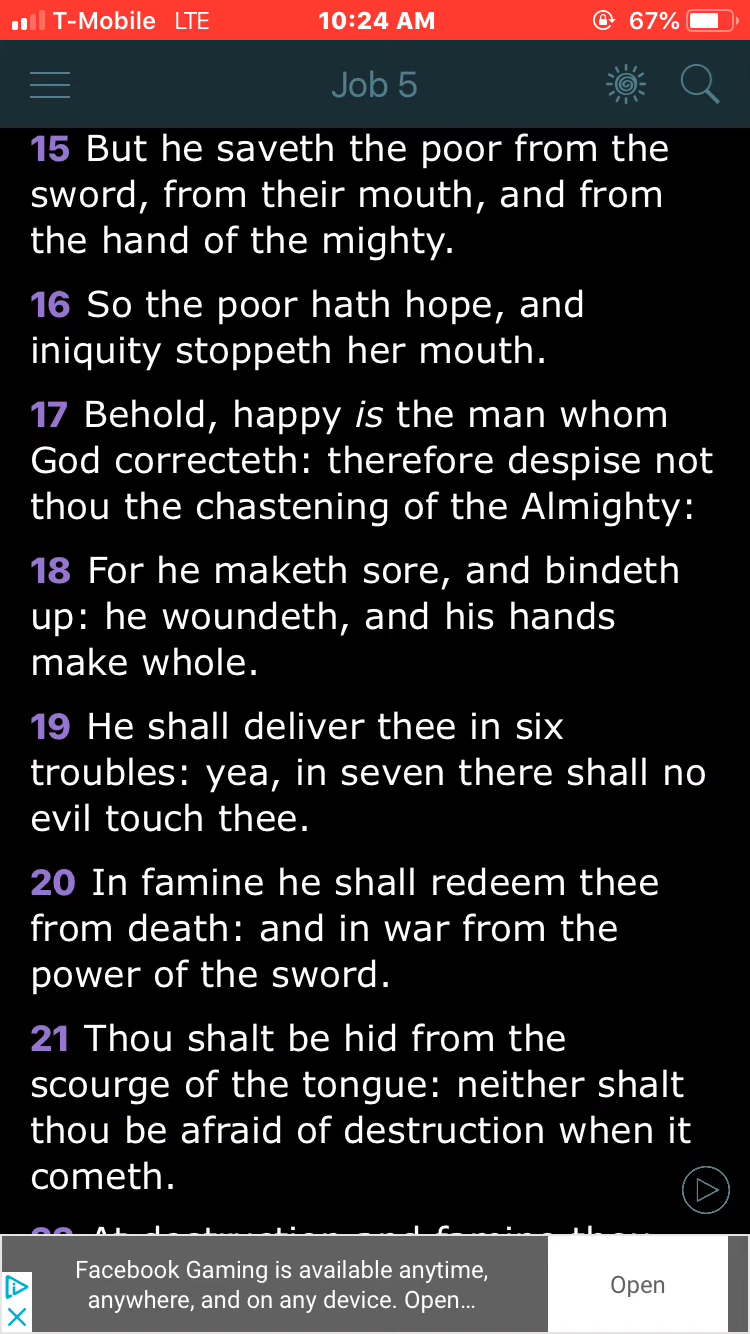 T-Mobile LTE 10:24 AM 67%
Job 5
15 But he saveth the poor from the
sword, from their mouth, and from
the hand of the mighty.
16 So the poor hath hope, and
iniquity stoppeth her mouth.
17 Behold, happy is the man whom
God correcteth: therefore despise not
thou the chastening of the Almighty:
18 For he maketh sore, and bindeth
up: he woundeth, and his hands
make whole.
19 He shall deliver thee in six
troubles: yea, in seven there shall no
evil touch thee.
20 In famine he shall redeem thee
from death: and in war from the
power of the sword.
21 Thou shalt be hid from the
scourge of the tongue: neither shalt
thou be afraid of destruction when it
cometh.
22 At destruction and famine thou
Facebook Gaming is available anytime,
anywhere, and on any device. Open...
Open